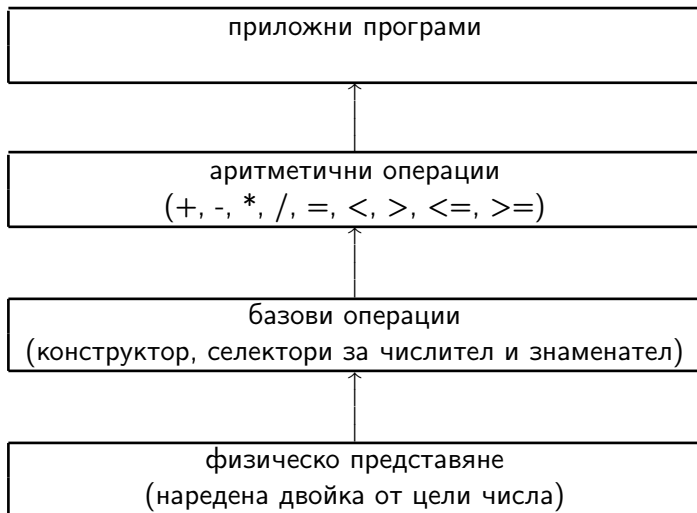 приложни програми
аритметични операции
(+, -, *, /, =, <, >, <=, >=)
базови операции
(конструктор, селектори за числител и знаменател)
физическо представяне
(наредена двойка от цели числа)